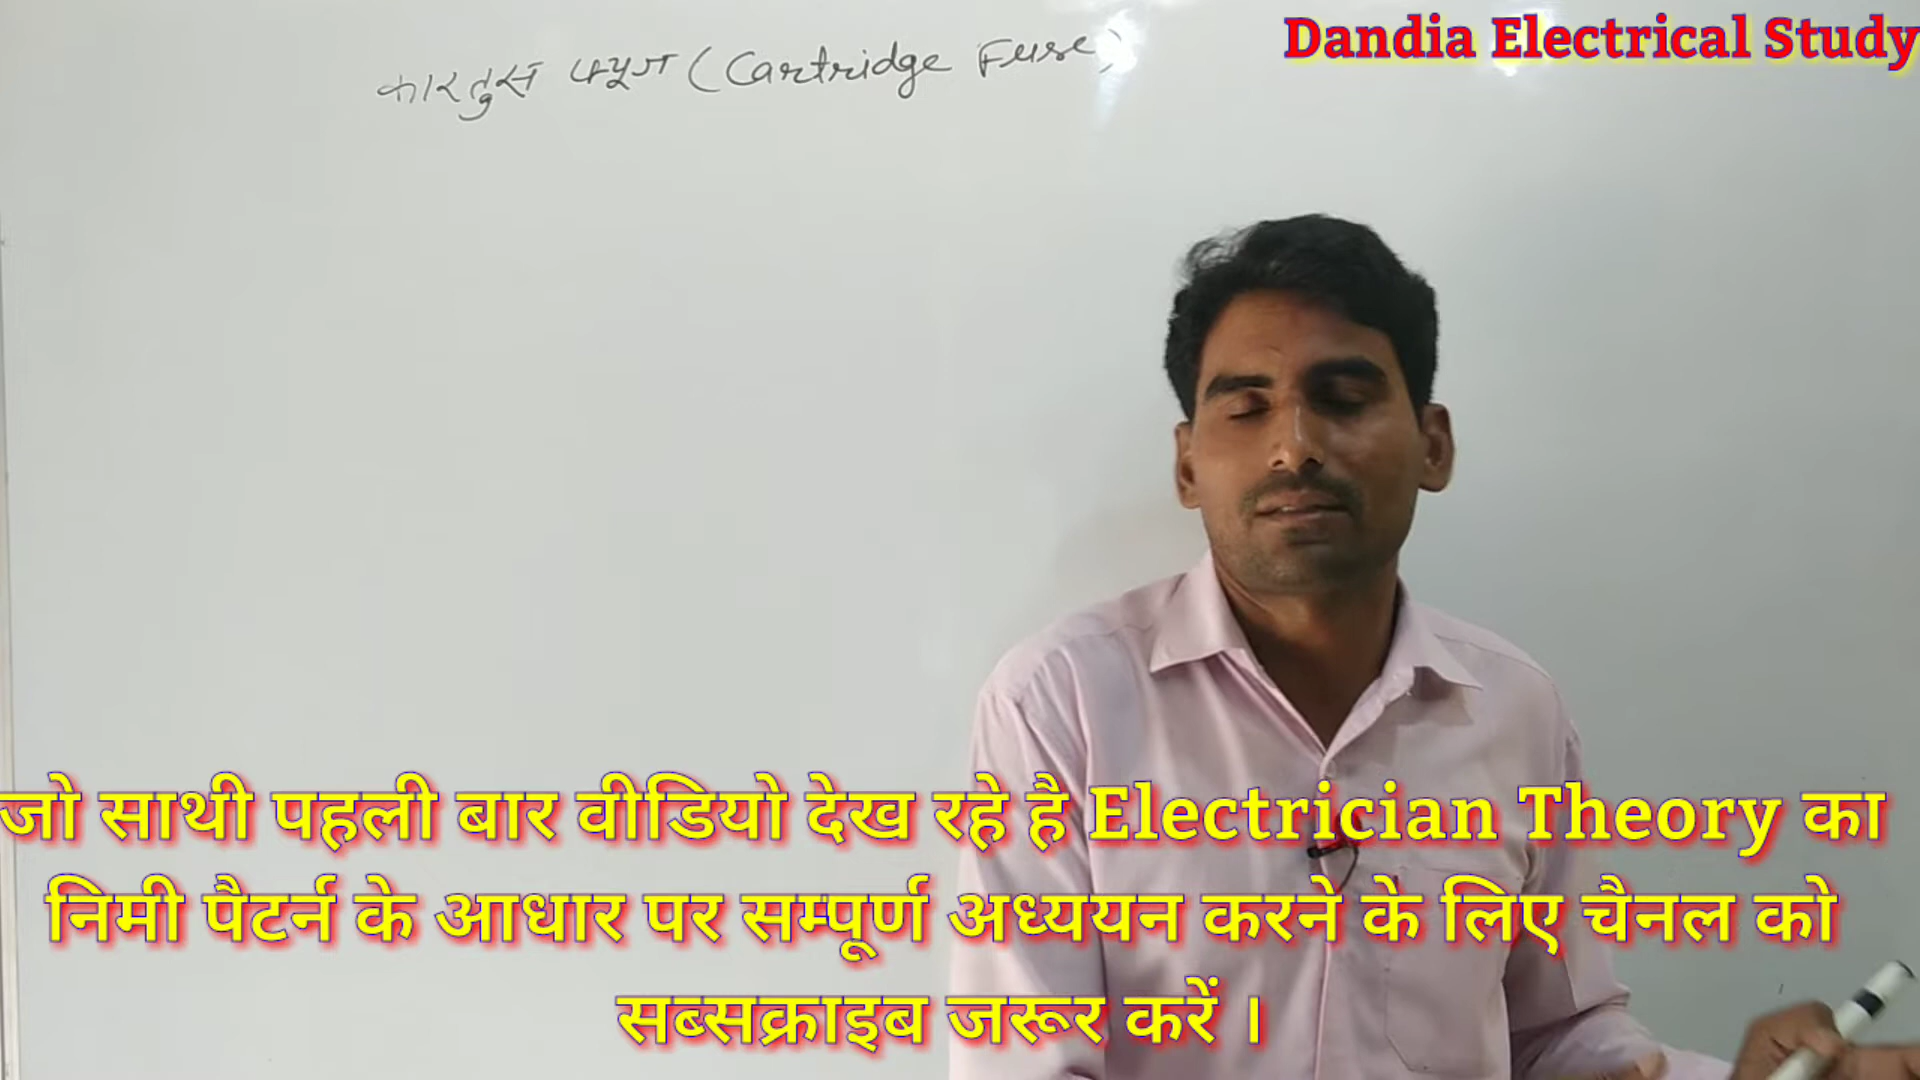 Dandia Electrical Study
कारतुस फ्यूज (Cartridge Fuse)
जो साथी पहली बार वीडियो देख रहे है Electrician Theory का
निमी पैटर्न के आधार पर सम्पूर्ण अध्ययन करने के लिए चैनल को
सब्सक्राइब जरूर करें ।